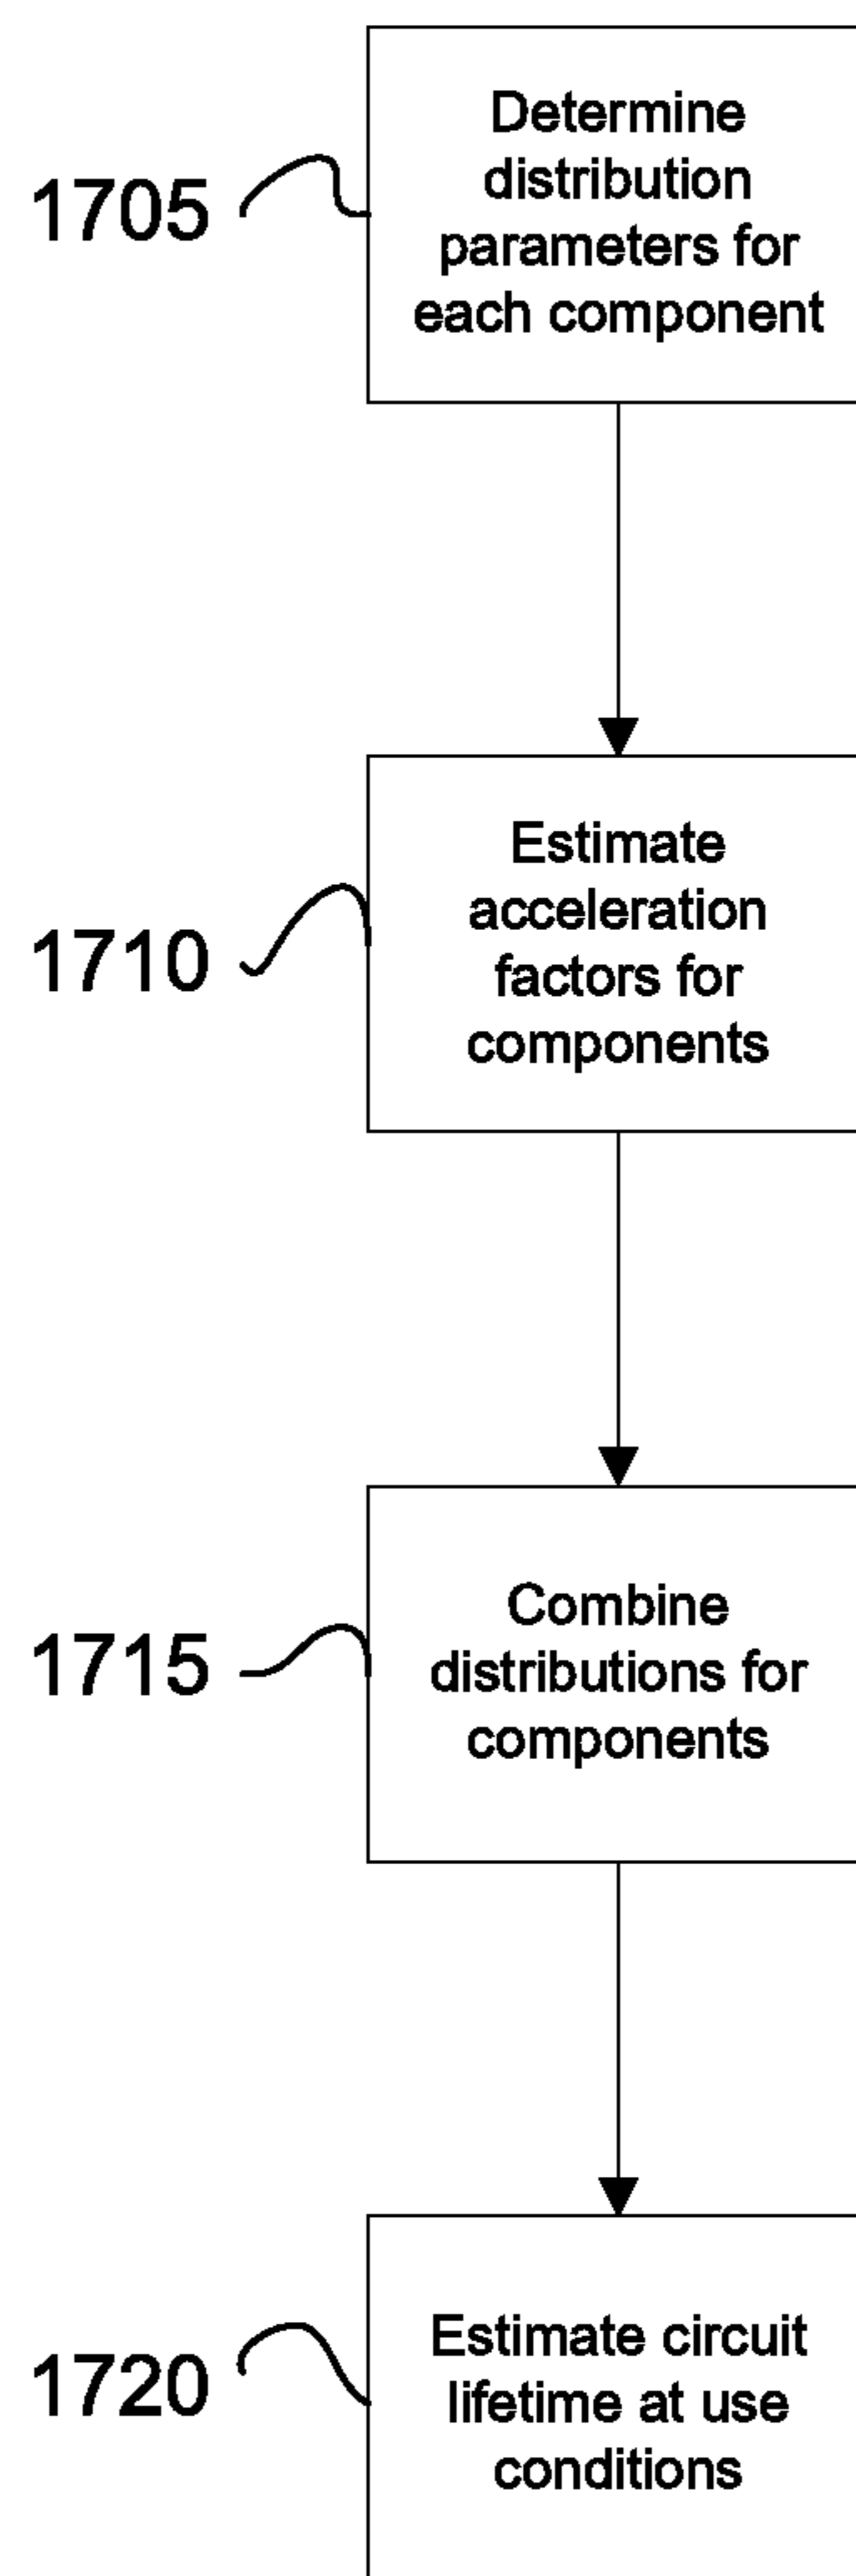 1705
Determine
distribution
parameters for
each component
1710
Estimate
acceleration
factors for
components
1715
Combine
distributions for
components
1720
Estimate circuit
lifetime at use
conditions